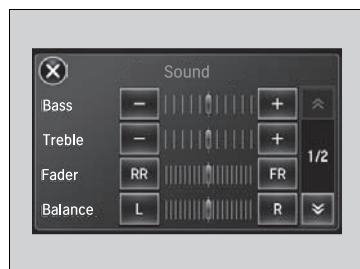 Sound
Bass - +
Treble - +
1/2
Fader RR FR
Balance L R